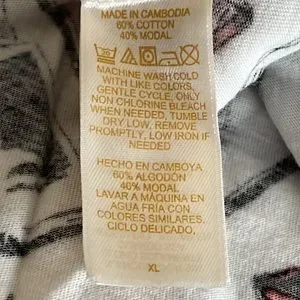 MADE IN CAMBODIA
60% COTTON
40% MODAL
MACHINE WASH COLD
WITH LIKE COLORS,
GENTLE CYCLE, ONLY
NON CHLORINE BLEACH
WHEN NEEDED, TUMBLE
DRY LOW, REMOVE
PROMPTLY, LOW IRON IF
NEEDED
HECHO EN CAMBOYA
60% ALGODÓN
40% MODAL
LAVAR A MÁQUINA EN
AGUA FRÍA CON
COLORES SIMILARES,
CICLO DELICADO,
XL